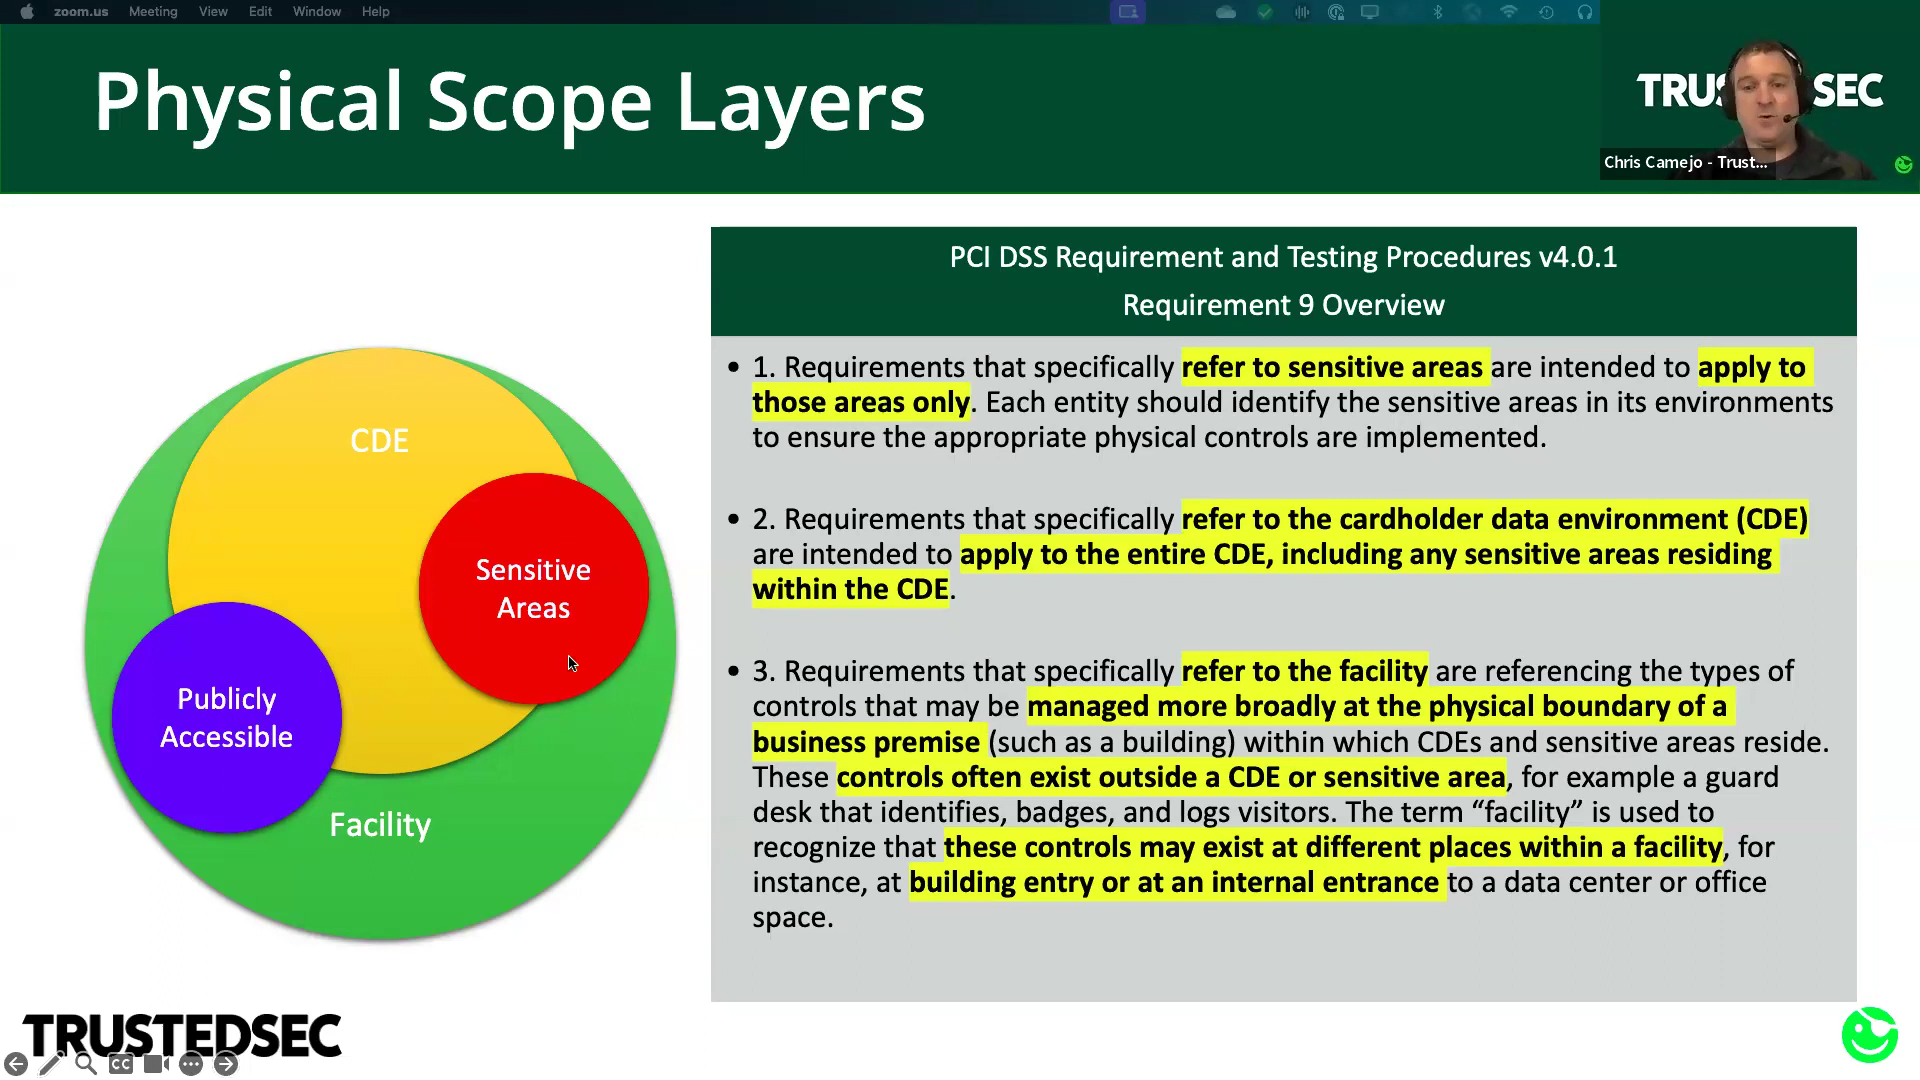 zoom.us Meeting View Edit Window Help
Physical Scope Layers
TRUSTEDSEC
Chris Camejo - Trust...
CDE
Sensitive
Areas
Publicly
Accessible
Facility
PCI DSS Requirement and Testing Procedures v4.0.1
Requirement 9 Overview
• 1. Requirements that specifically refer to sensitive areas are intended to apply to
those areas only. Each entity should identify the sensitive areas in its environments
to ensure the appropriate physical controls are implemented.
• 2. Requirements that specifically refer to the cardholder data environment (CDE)
are intended to apply to the entire CDE, including any sensitive areas residing
within the CDE.
• 3. Requirements that specifically refer to the facility are referencing the types of
controls that may be managed more broadly at the physical boundary of a
business premise (such as a building) within which CDEs and sensitive areas reside.
These controls often exist outside a CDE or sensitive area, for example a guard
desk that identifies, badges, and logs visitors. The term “facility” is used to
recognize that these controls may exist at different places within a facility, for
instance, at building entry or at an internal entrance to a data center or office
space.
TRUSTEDSEC
CC